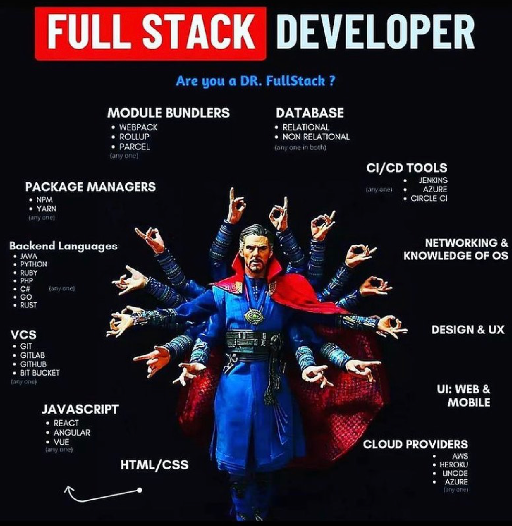 FULL STACK DEVELOPER
Are you a DR. FullStack ?
MODULE BUNDLERS
• WEBPACK
• ROLLUP
• PARCEL
(any one)
DATABASE
• RELATIONAL
• NON RELATIONAL
(any one in both)
CI/CD TOOLS
• JENKINS
(any one) • AZURE
• CIRCLE CI
PACKAGE MANAGERS
• NPM
• YARN
(any one)
NETWORKING &
KNOWLEDGE OF OS
Backend Languages
• JAVA
• PYTHON
• RUBY
• PHP
• C# (any one)
• GO
• RUST
DESIGN & UX
VCS
• GIT
• GITLAB
• GITHUB
• BIT BUCKET
(any one)
UI: WEB &
MOBILE
JAVASCRIPT
• REACT
• ANGULAR
• VUE
(any one)
CLOUD PROVIDERS
• AWS
• HEROKU
• LINODE
• AZURE
(any one)
HTML/CSS